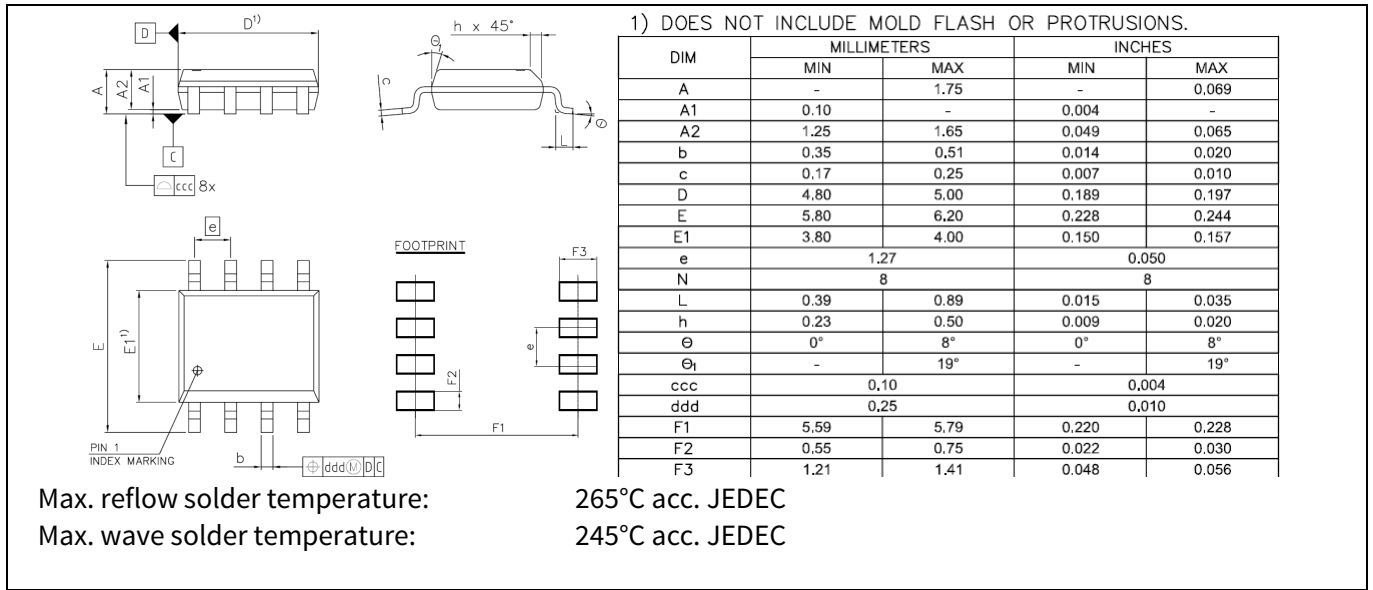 1) DOES NOT INCLUDE MOLD FLASH OR PROTRUSIONS.
D
D1)
A
A2
A1
C
ccc 8x
h x 45°
Θ1
c
Θ
L
e
E
E1 1)
PIN 1
INDEX MARKING
b
ddd M D C
FOOTPRINT
F3
e
F2
F1
DIM MILLIMETERS INCHES
MIN MAX MIN MAX
A - 1.75 - 0.069
A1 0.10 - 0.004 -
A2 1.25 1.65 0.049 0.065
b 0.35 0.51 0.014 0.020
c 0.17 0.25 0.007 0.010
D 4.80 5.00 0.189 0.197
E 5.80 6.20 0.228 0.244
E1 3.80 4.00 0.150 0.157
e 1.27 0.050
N 8 8
L 0.39 0.89 0.015 0.035
h 0.23 0.50 0.009 0.020
Θ 0° 8° 0° 8°
Θ1 - 19° - 19°
ccc 0.10 0.004
ddd 0.25 0.010
F1 5.59 5.79 0.220 0.228
F2 0.55 0.75 0.022 0.030
F3 1.21 1.41 0.048 0.056
Max. reflow solder temperature: 265°C acc. JEDEC
Max. wave solder temperature: 245°C acc. JEDEC